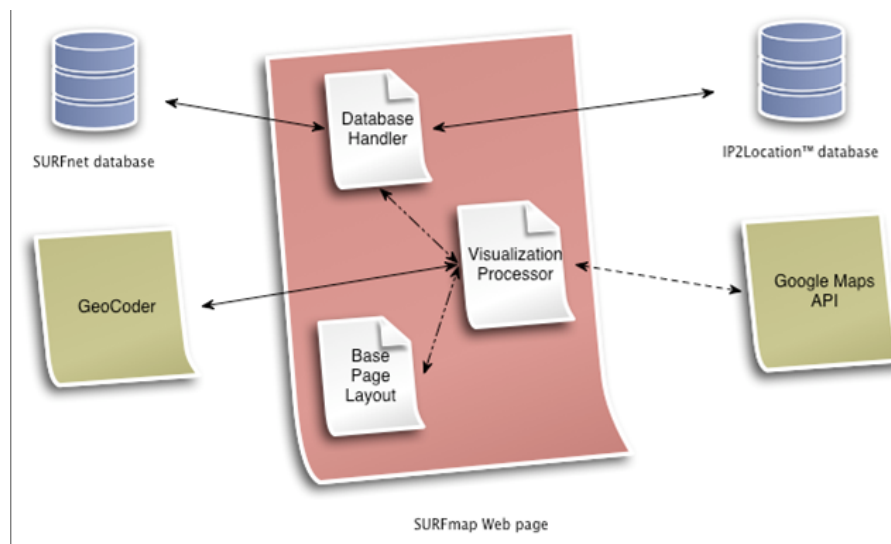 Database
Handler
SURFnet database
IP2Location™ database
Visualization
Processor
GeoCoder
Google Maps
API
Base
Page
Layout
SURFmap Web page